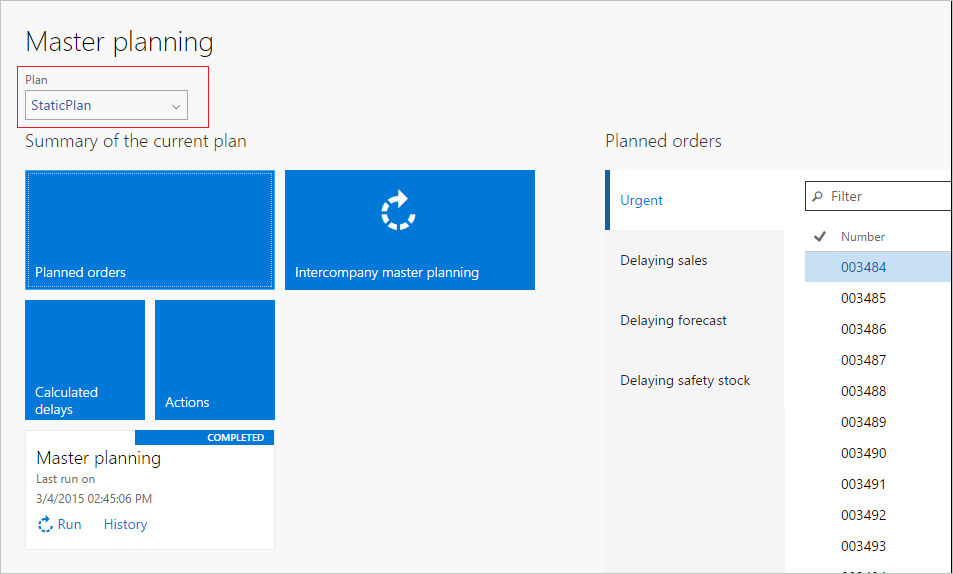 Master planning
Plan
StaticPlan
Summary of the current plan
Planned orders
Intercompany master planning
Calculated
delays
Actions
COMPLETED
Master planning
Last run on
3/4/2015 02:45:06 PM
Run History
Planned orders
Urgent
Delaying sales
Delaying forecast
Delaying safety stock
Filter
Number
003484
003485
003486
003487
003488
003489
003490
003491
003492
003493